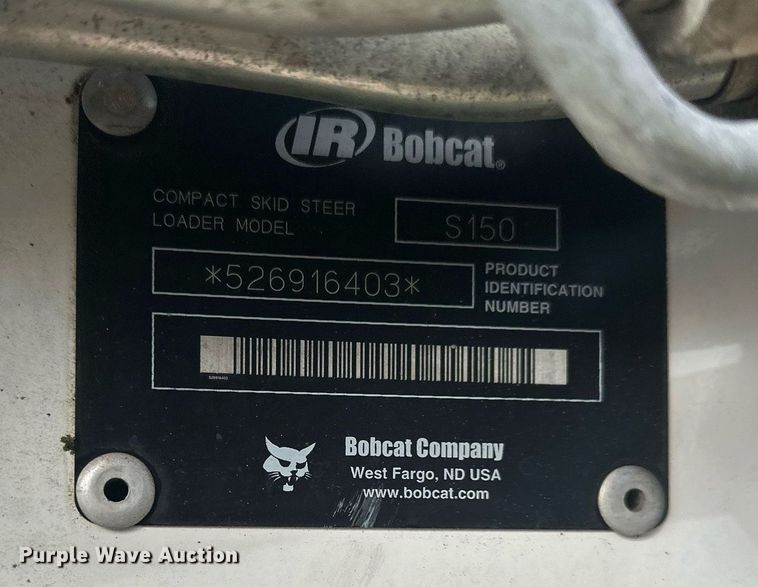 IR Bobcat®
COMPACT SKID STEER
LOADER MODEL
S150
*526916403*
PRODUCT
IDENTIFICATION
NUMBER
526916403
Bobcat Company
West Fargo, ND USA
www.bobcat.com
Purple Wave Auction